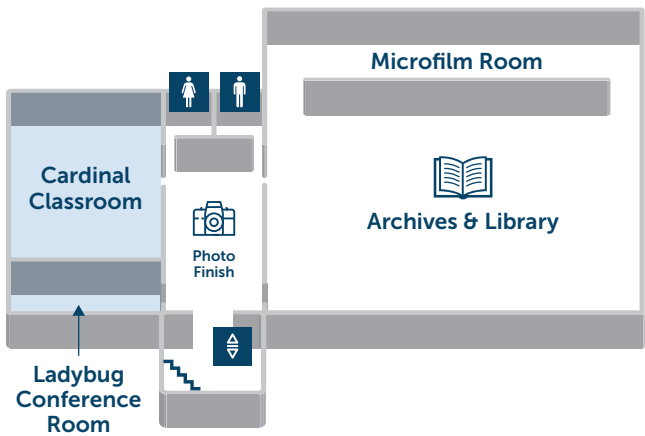 Microfilm Room
Cardinal
Classroom
Archives & Library
Photo
Finish
Ladybug
Conference
Room